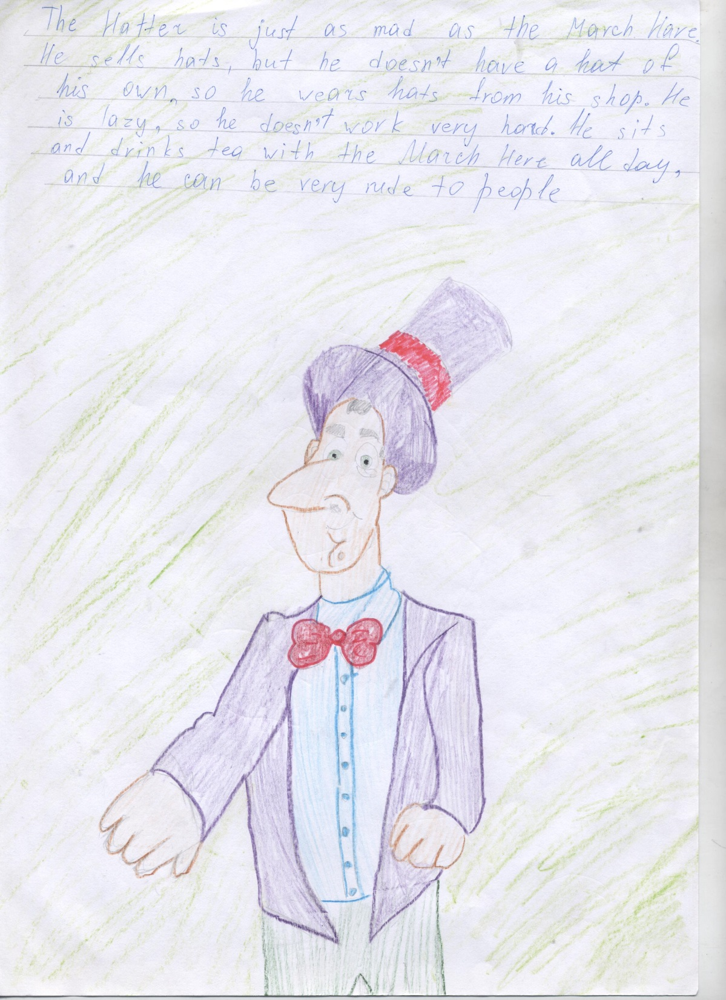 The Hatter is just as mad as the March Hare.
He sells hats, but he doesn't have a hat of
his own, so he wears hats from his shop. He
is lazy, so he doesn't work very hard. He sits
and drinks tea with the March Here all day,
and he can be very rude to people